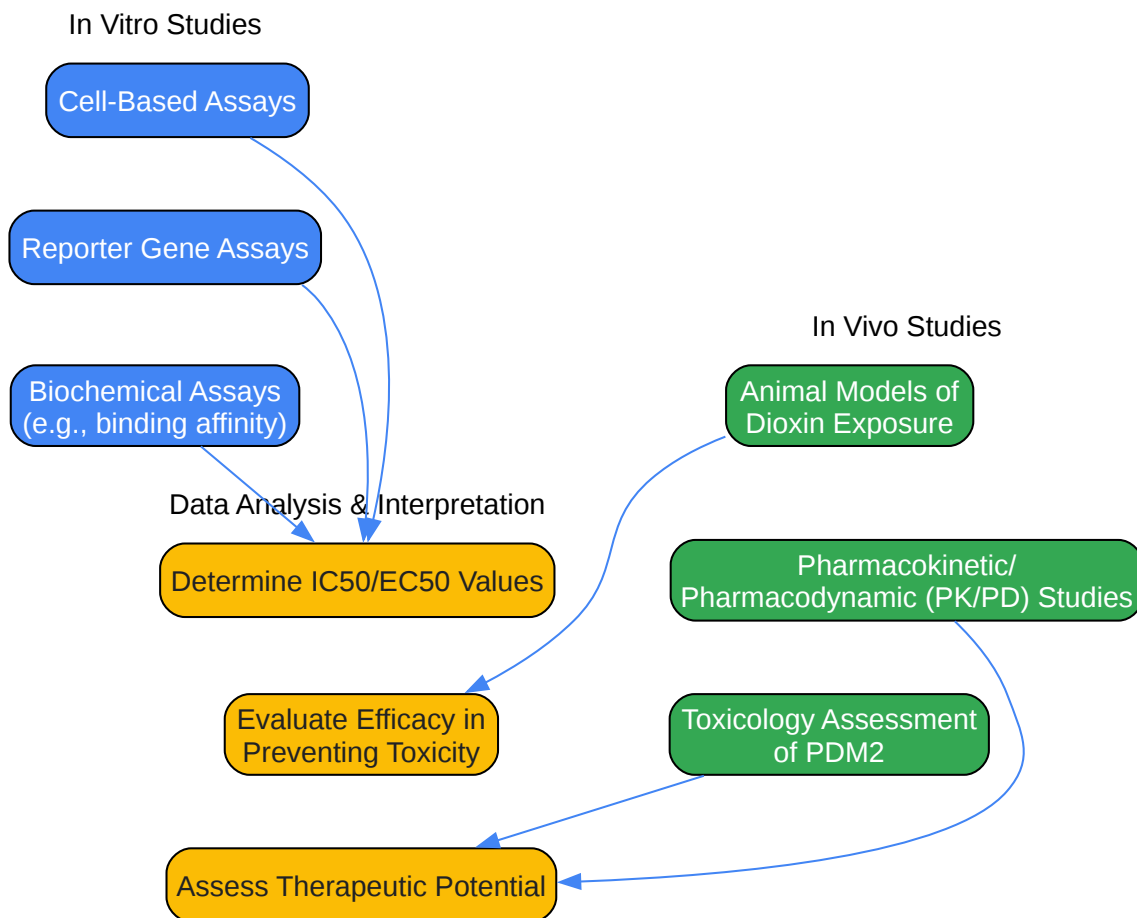 In Vitro Studies
Cell-Based Assays
Reporter Gene Assays
Biochemical Assays
(e.g., binding affinity)
In Vivo Studies
Animal Models of
Dioxin Exposure
Pharmacokinetic/
Pharmacodynamic (PK/PD) Studies
Toxicology Assessment
of PDM2
Data Analysis & Interpretation
Determine IC50/EC50 Values
Evaluate Efficacy in
Preventing Toxicity
Assess Therapeutic Potential